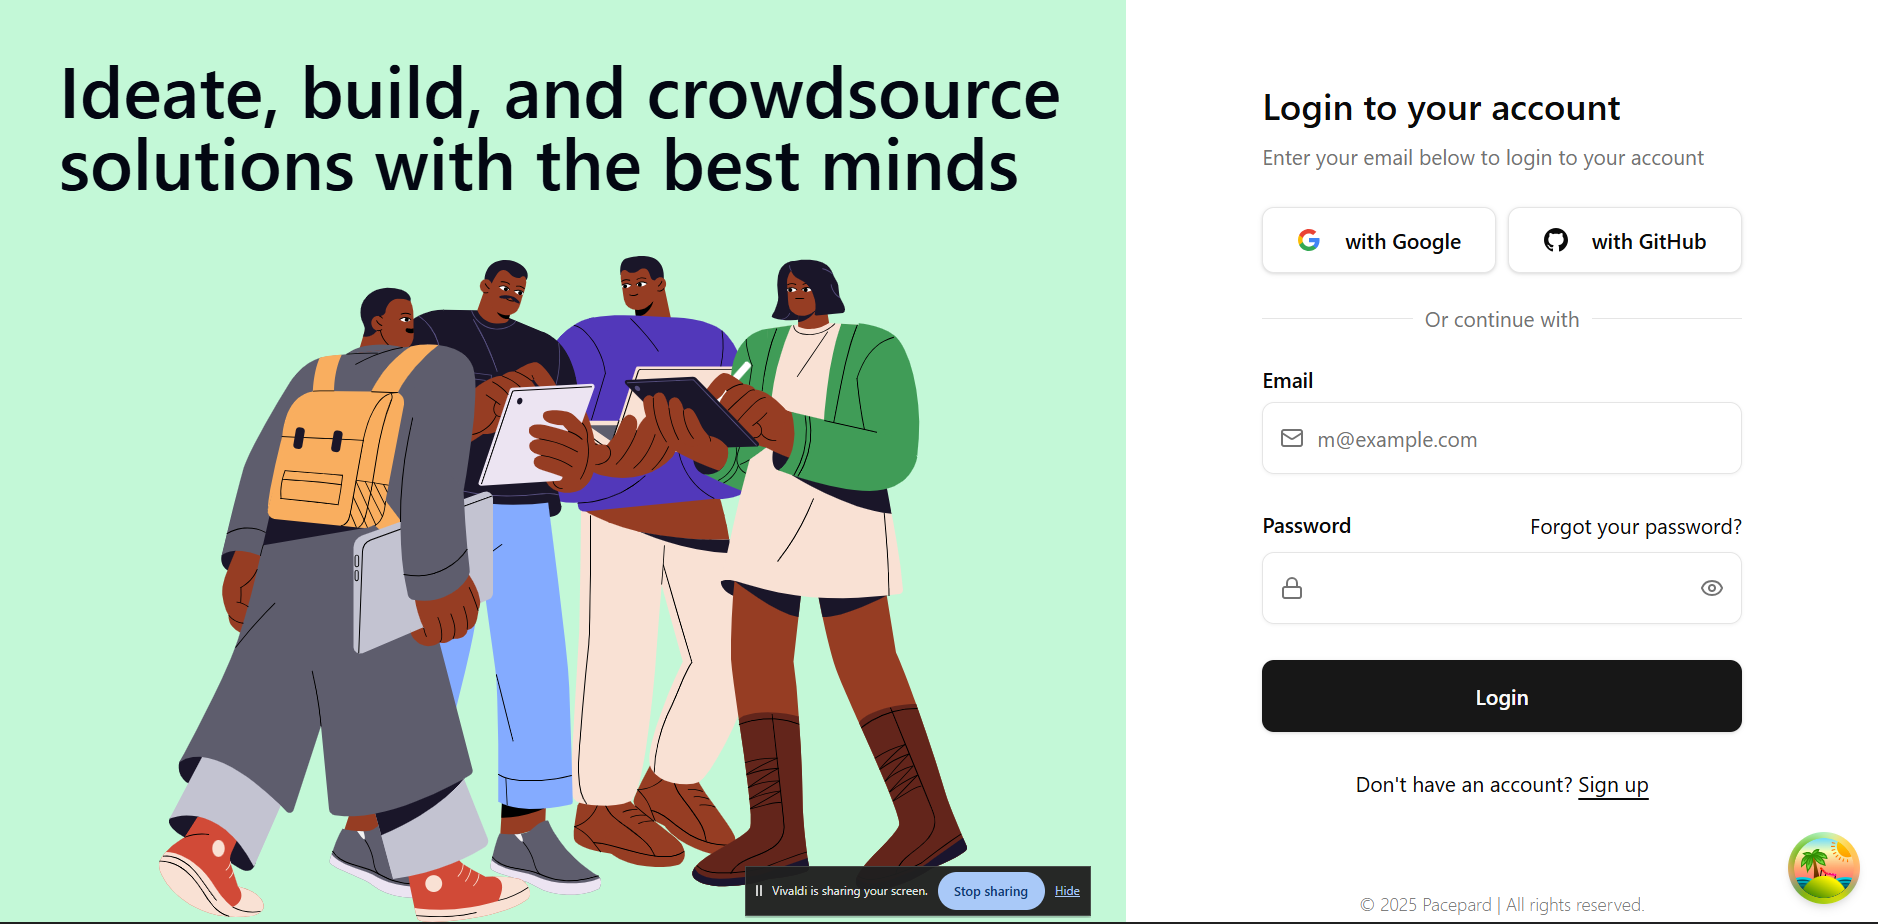 Ideate, build, and crowdsource
solutions with the best minds
Login to your account
Enter your email below to login to your account
with Google
with GitHub
Or continue with
Email
m@example.com
Password
Forgot your password?
Login
Don't have an account? Sign up
Vivaldi is sharing your screen.
Stop sharing
Hide
© 2025 Pacepard | All rights reserved.